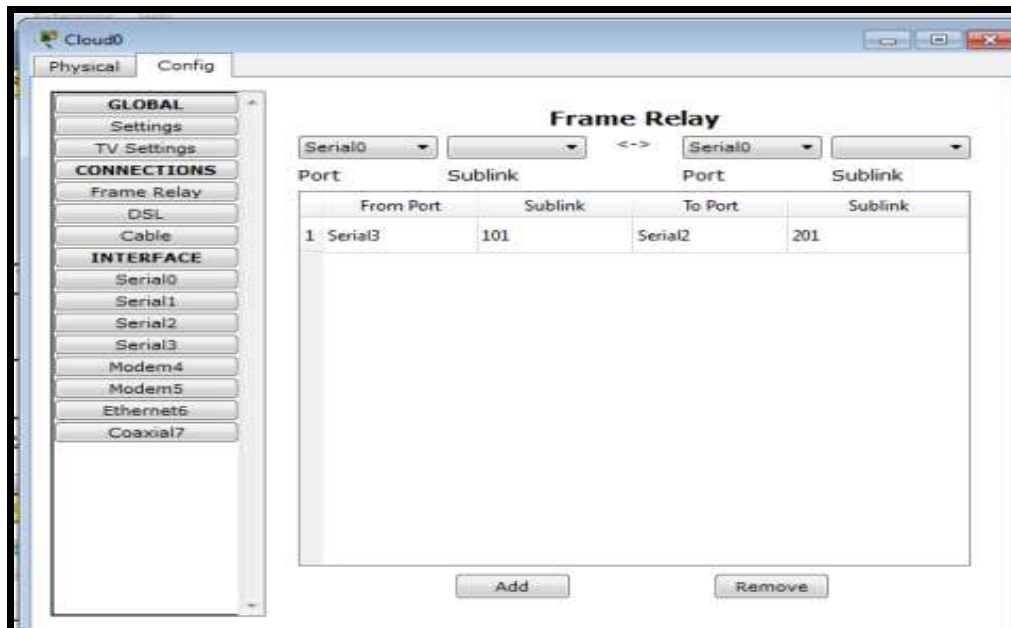 Cloud0
Physical Config
GLOBAL
Settings
TV Settings
CONNECTIONS
Frame Relay
DSL
Cable
INTERFACE
Serial0
Serial1
Serial2
Serial3
Modem4
Modem5
Ethernet6
Coaxial7
Frame Relay
Serial0 <-> Serial0
Port Sublink Port Sublink
From Port Sublink To Port Sublink
1 Serial3 101 Serial2 201
Add Remove